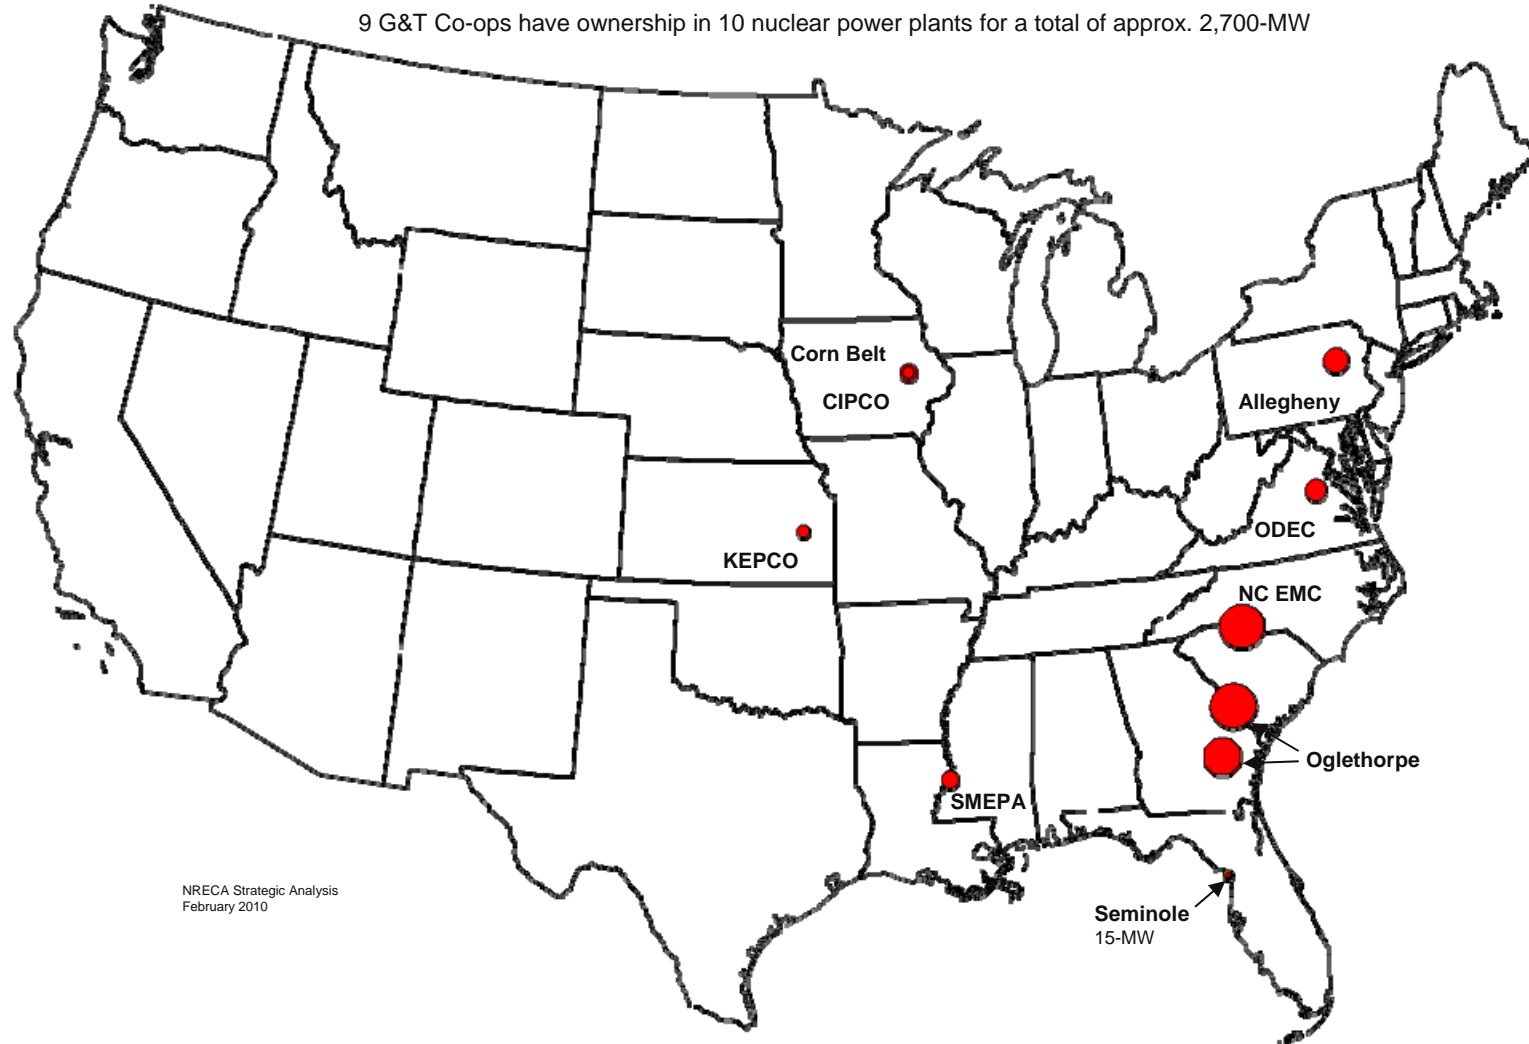 9 G&T Co-ops have ownership in 10 nuclear power plants for a total of approx. 2,700-MW
Corn Belt
CIPCO
Allegheny
KEPCO
ODEC
NC EMC
Oglethorpe
SMEPA
NRECA Strategic Analysis
February 2010
Seminole
15-MW